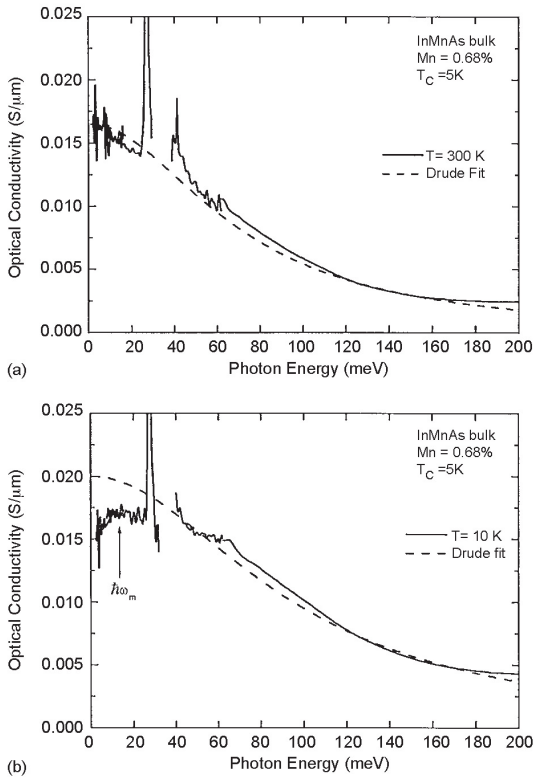 0.025
0.020
0.015
0.010
0.005
0.000
Optical Conductivity (S/μm)
InMnAs bulk
Mn = 0.68%
T_C =5K
T= 300 K
Drude Fit
0 20 40 60 80 100 120 140 160 180 200
(a) Photon Energy (meV)
0.025
0.020
0.015
0.010
0.005
0.000
Optical Conductivity (S/μm)
InMnAs bulk
Mn = 0.68%
T_C =5K
T= 10 K
Drude fit
ħω_m
0 20 40 60 80 100 120 140 160 180 200
(b) Photon Energy (meV)